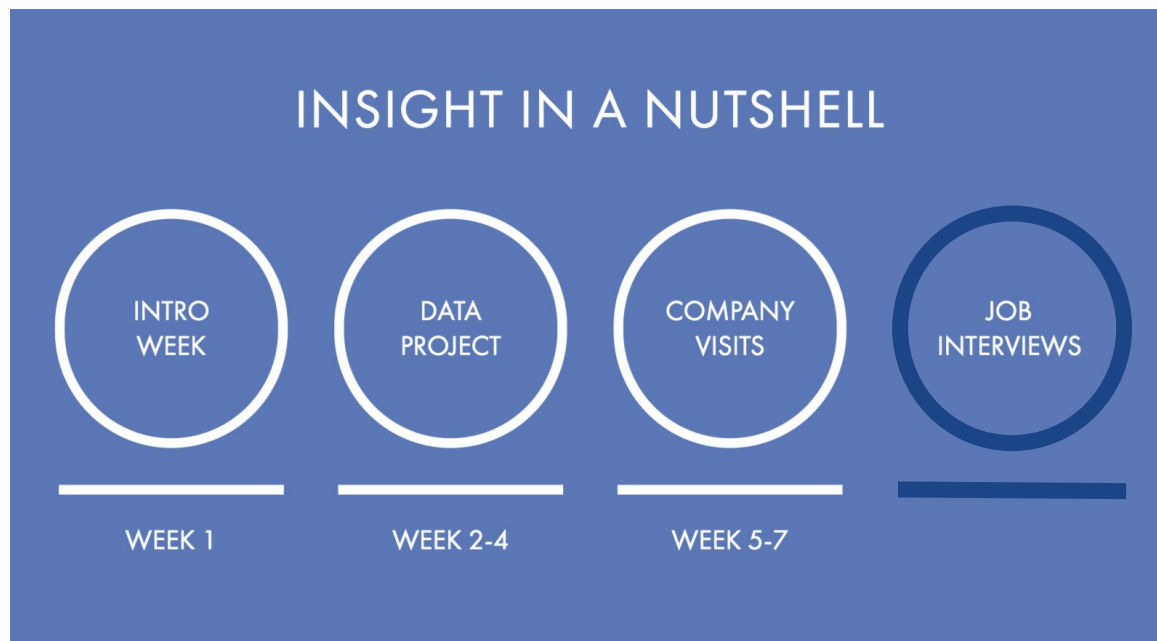 INSIGHT IN A NUTSHELL
INTRO
WEEK
DATA
PROJECT
COMPANY
VISITS
JOB
INTERVIEWS
WEEK 1
WEEK 2-4
WEEK 5-7